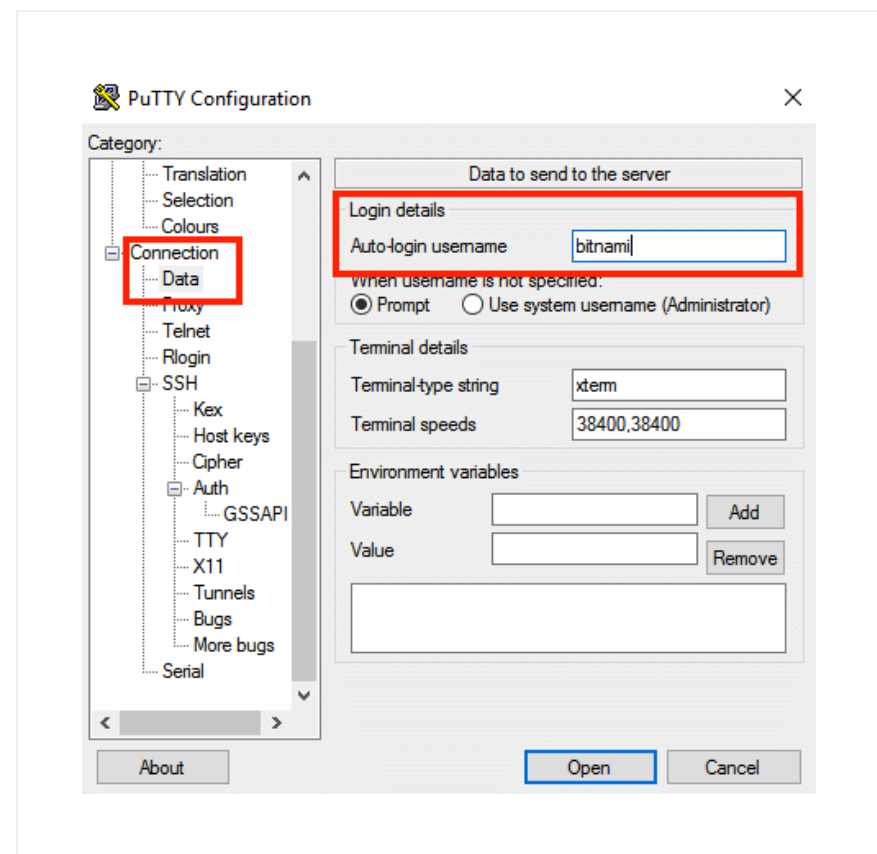 PuTTY Configuration
Category:
Translation
Selection
Colours
Connection
Data
Proxy
Telnet
Rlogin
SSH
Kex
Host keys
Cipher
Auth
GSSAPI
TTY
X11
Tunnels
Bugs
More bugs
Serial
Data to send to the server
Login details
Auto-login username bitnami
When username is not specified:
Prompt Use system username (Administrator)
Terminal details
Terminal-type string xterm
Terminal speeds 38400,38400
Environment variables
Variable Add
Value Remove
About Open Cancel